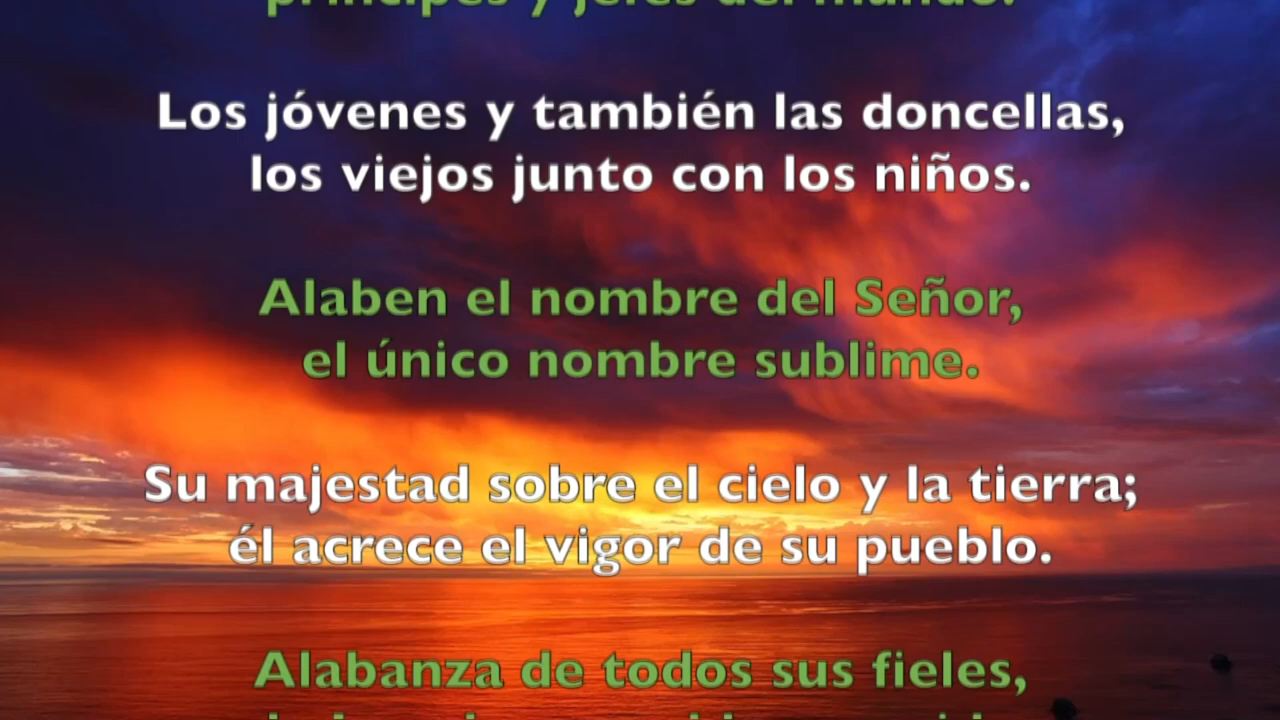 príncipes y jefes del mundo.
Los jóvenes y también las doncellas,
los viejos junto con los niños.
Alaben el nombre del Señor,
el único nombre sublime.
Su majestad sobre el cielo y la tierra;
él acrece el vigor de su pueblo.
Alabanza de todos sus fieles,